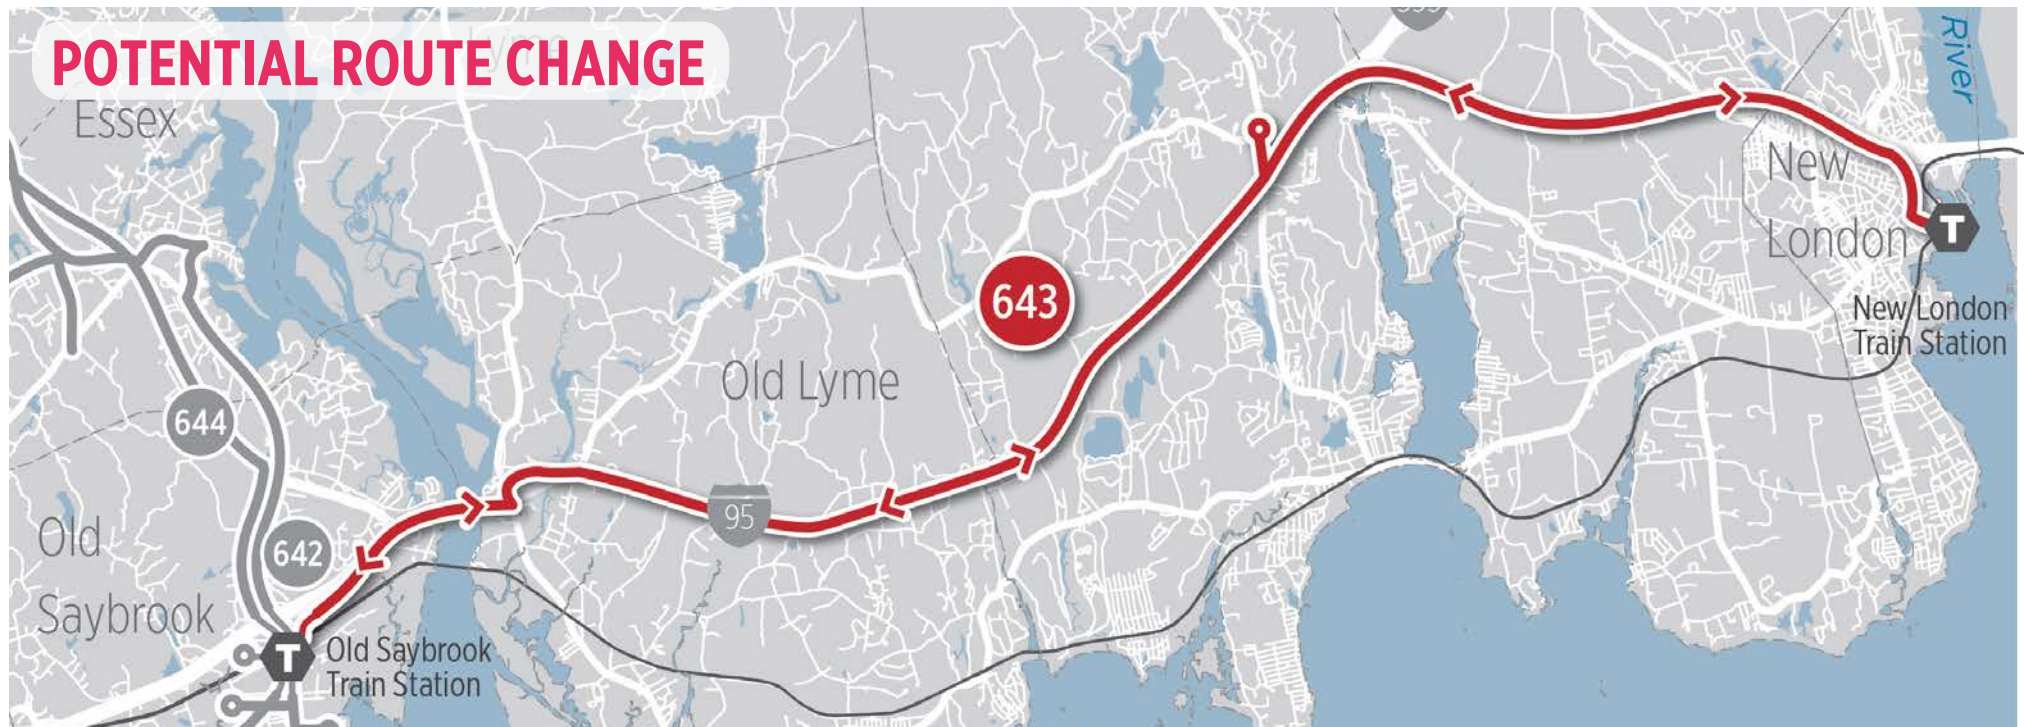 POTENTIAL ROUTE CHANGE
Lyme
Essex
River
New
London
T
New London
Train Station
643
Old Lyme
644
95
Old
Saybrook
642
T
Old Saybrook
Train Station